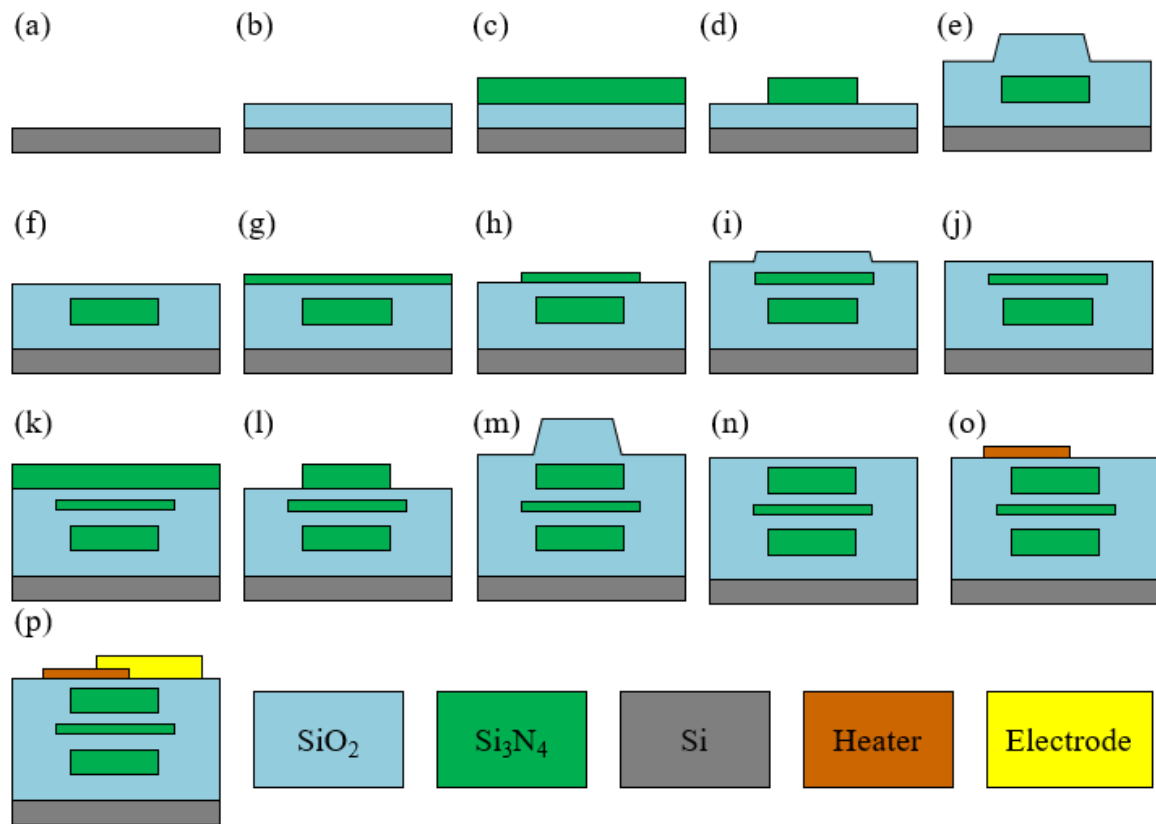 (a) (b) (c) (d) (e)
(f) (g) (h) (i) (j)
(k) (l) (m) (n) (o)
(p)
SiO₂ Si₃N₄ Si Heater Electrode